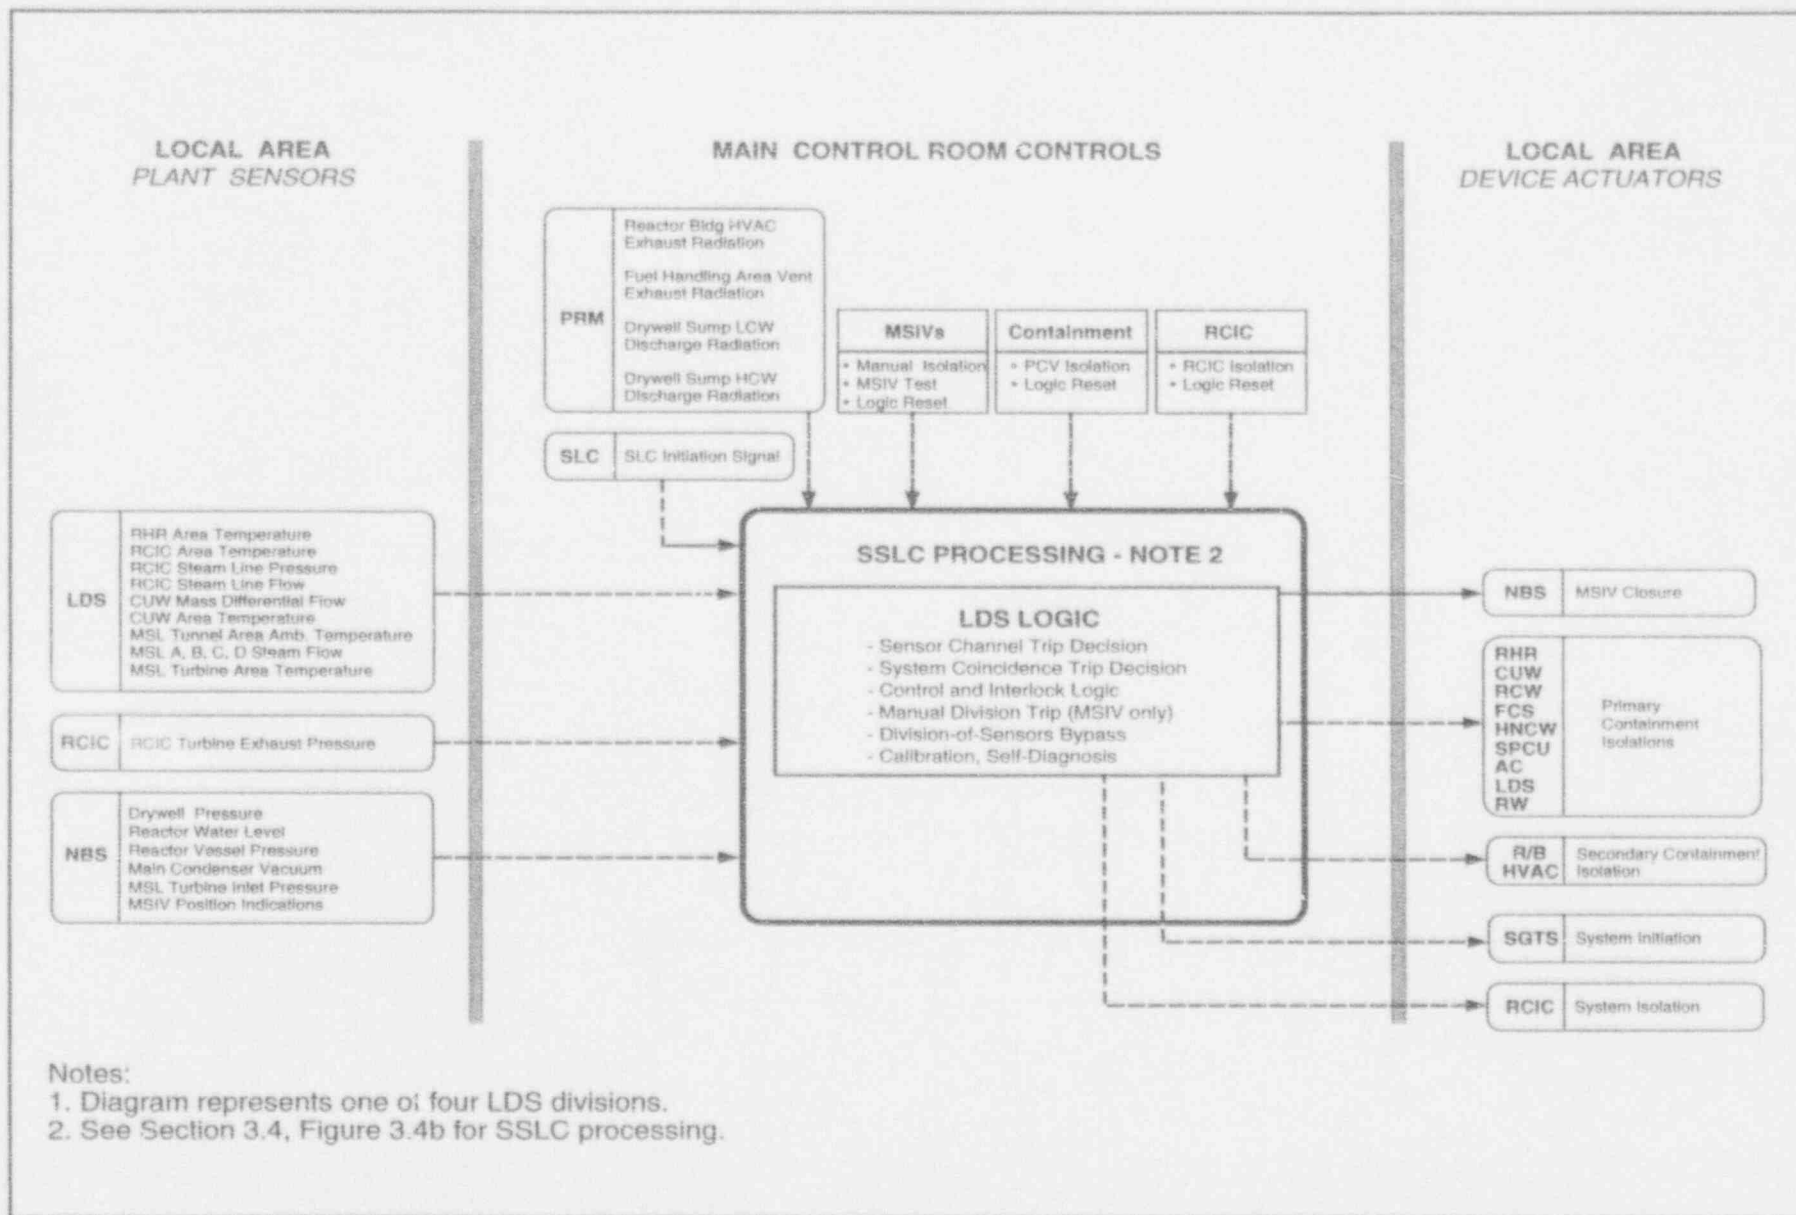 LOCAL AREA
PLANT SENSORS
MAIN CONTROL ROOM CONTROLS
LOCAL AREA
DEVICE ACTUATORS
PRM
Reactor Bldg HVAC
Exhaust Radiation
Fuel Handling Area Vent
Exhaust Radiation
Drywell Sump LCW
Discharge Radiation
Drywell Sump HCW
Discharge Radiation
MSIVs
• Manual Isolation
• MSIV Test
• Logic Reset
Containment
• PCV Isolation
• Logic Reset
RCIC
• RCIC Isolation
• Logic Reset
SLC
SLC Initiation Signal
LDS
RHR Area Temperature
RCIC Area Temperature
RCIC Steam Line Pressure
RCIC Steam Line Flow
CUW Mass Differential Flow
CUW Area Temperature
MSL Tunnel Area Amb. Temperature
MSL A, B, C, D Steam Flow
MSL Turbine Area Temperature
RCIC
RCIC Turbine Exhaust Pressure
NBS
Drywell Pressure
Reactor Water Level
Reactor Vessel Pressure
Main Condenser Vacuum
MSL Turbine Inlet Pressure
MSIV Position Indications
SSLC PROCESSING - NOTE 2
LDS LOGIC
- Sensor Channel Trip Decision
- System Coincidence Trip Decision
- Control and Interlock Logic
- Manual Division Trip (MSIV only)
- Division-of-Sensors Bypass
- Calibration, Self-Diagnosis
NBS
MSIV Closure
RHR
CUW
RCW
FCS
HNCW
SPCU
AC
LDS
RW
Primary
Containment
Isolations
R/B
HVAC
Secondary Containment
Isolation
SGTS
System Initiation
RCIC
System Isolation
Notes:
1. Diagram represents one of four LDS divisions.
2. See Section 3.4, Figure 3.4b for SSLC processing.